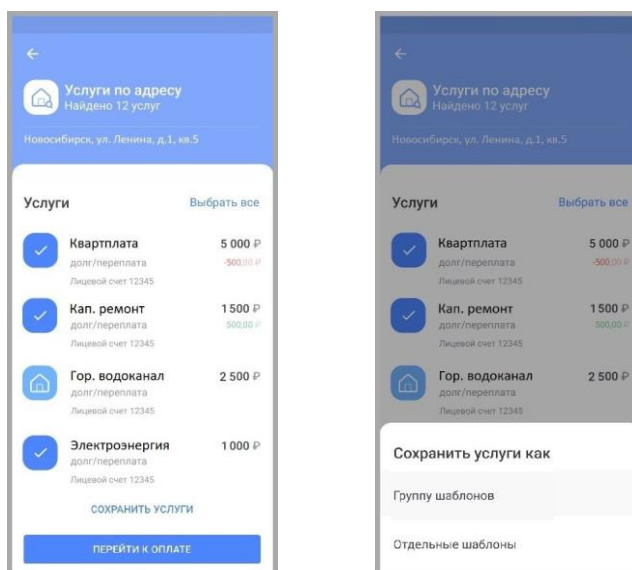 Услуги по адресу
Найдено 12 услуг
Новосибирск, ул. Ленина, д.1, кв.5
Услуги Выбрать все
Квартплата 5 000 ₽
долг/переплата -500,00 ₽
Лицевой счет 12345
Кап. ремонт 1 500 ₽
долг/переплата 500,00 ₽
Лицевой счет 12345
Гор. водоканал 2 500 ₽
долг/переплата
Лицевой счет 12345
Электроэнергия 1 000 ₽
долг/переплата
Лицевой счет 12345
СОХРАНИТЬ УСЛУГИ
ПЕРЕЙТИ К ОПЛАТЕ
Услуги по адресу
Найдено 12 услуг
Новосибирск, ул. Ленина, д.1, кв.5
Услуги Выбрать все
Квартплата 5 000 ₽
долг/переплата -500,00 ₽
Лицевой счет 12345
Кап. ремонт 1 500 ₽
долг/переплата 500,00 ₽
Лицевой счет 12345
Гор. водоканал 2 500 ₽
долг/переплата
Лицевой счет 12345
Сохранить услуги как
Группу шаблонов
Отдельные шаблоны